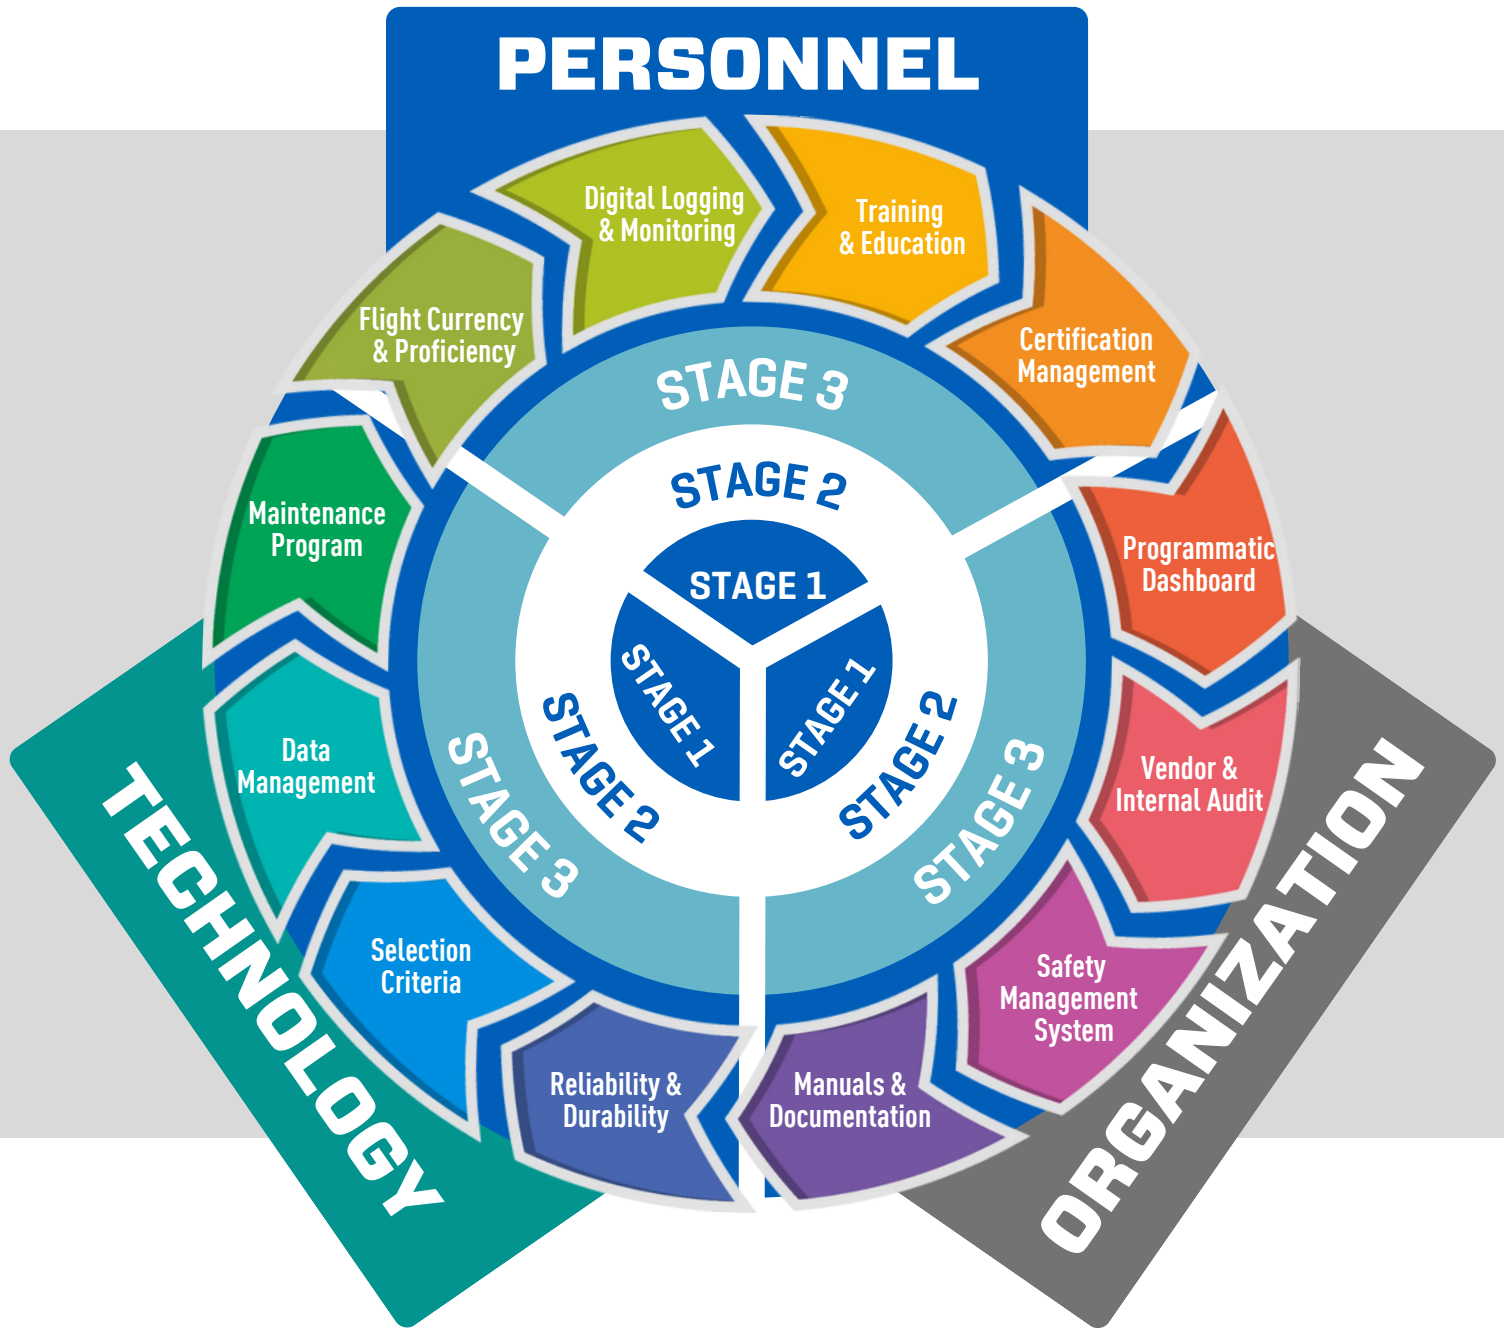 PERSONNEL
Digital Logging
& Monitoring
Training
& Education
Flight Currency
& Proficiency
Certification
Management
Maintenance
Program
Programmatic
Dashboard
Data
Management
Vendor &
Internal Audit
Selection
Criteria
Safety
Management
System
Reliability &
Durability
Manuals &
Documentation
STAGE 3
STAGE 2
STAGE 1
STAGE 1
STAGE 1
STAGE 2
STAGE 2
STAGE 3
STAGE 3
TECHNOLOGY
ORGANIZATION